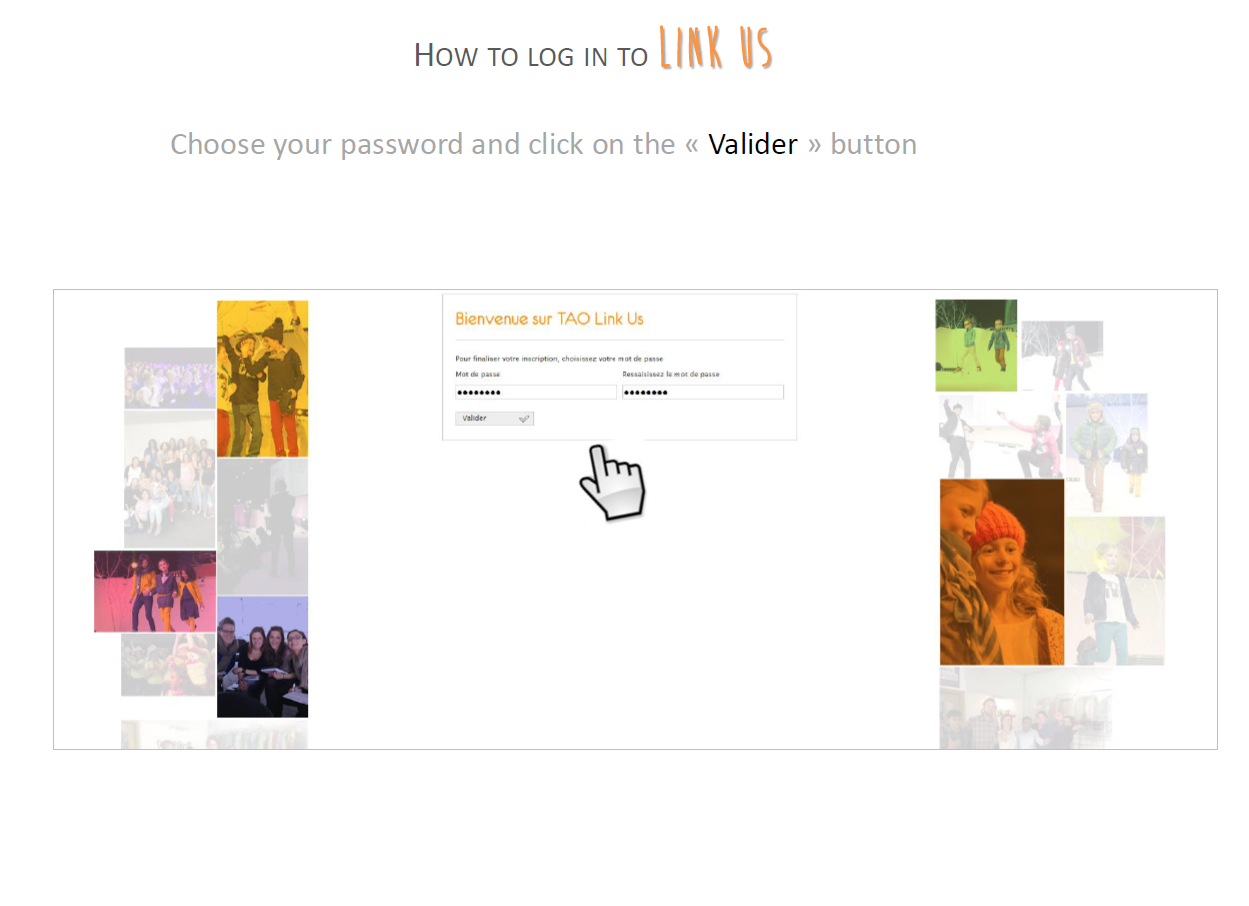 How to log in to LINK US
Choose your password and click on the « Valider » button
Bienvenue sur TAO Link Us
Pour finaliser votre inscription, choisissez votre mot de passe
Mot de passe
Ressaisissez le mot de passe
Valider